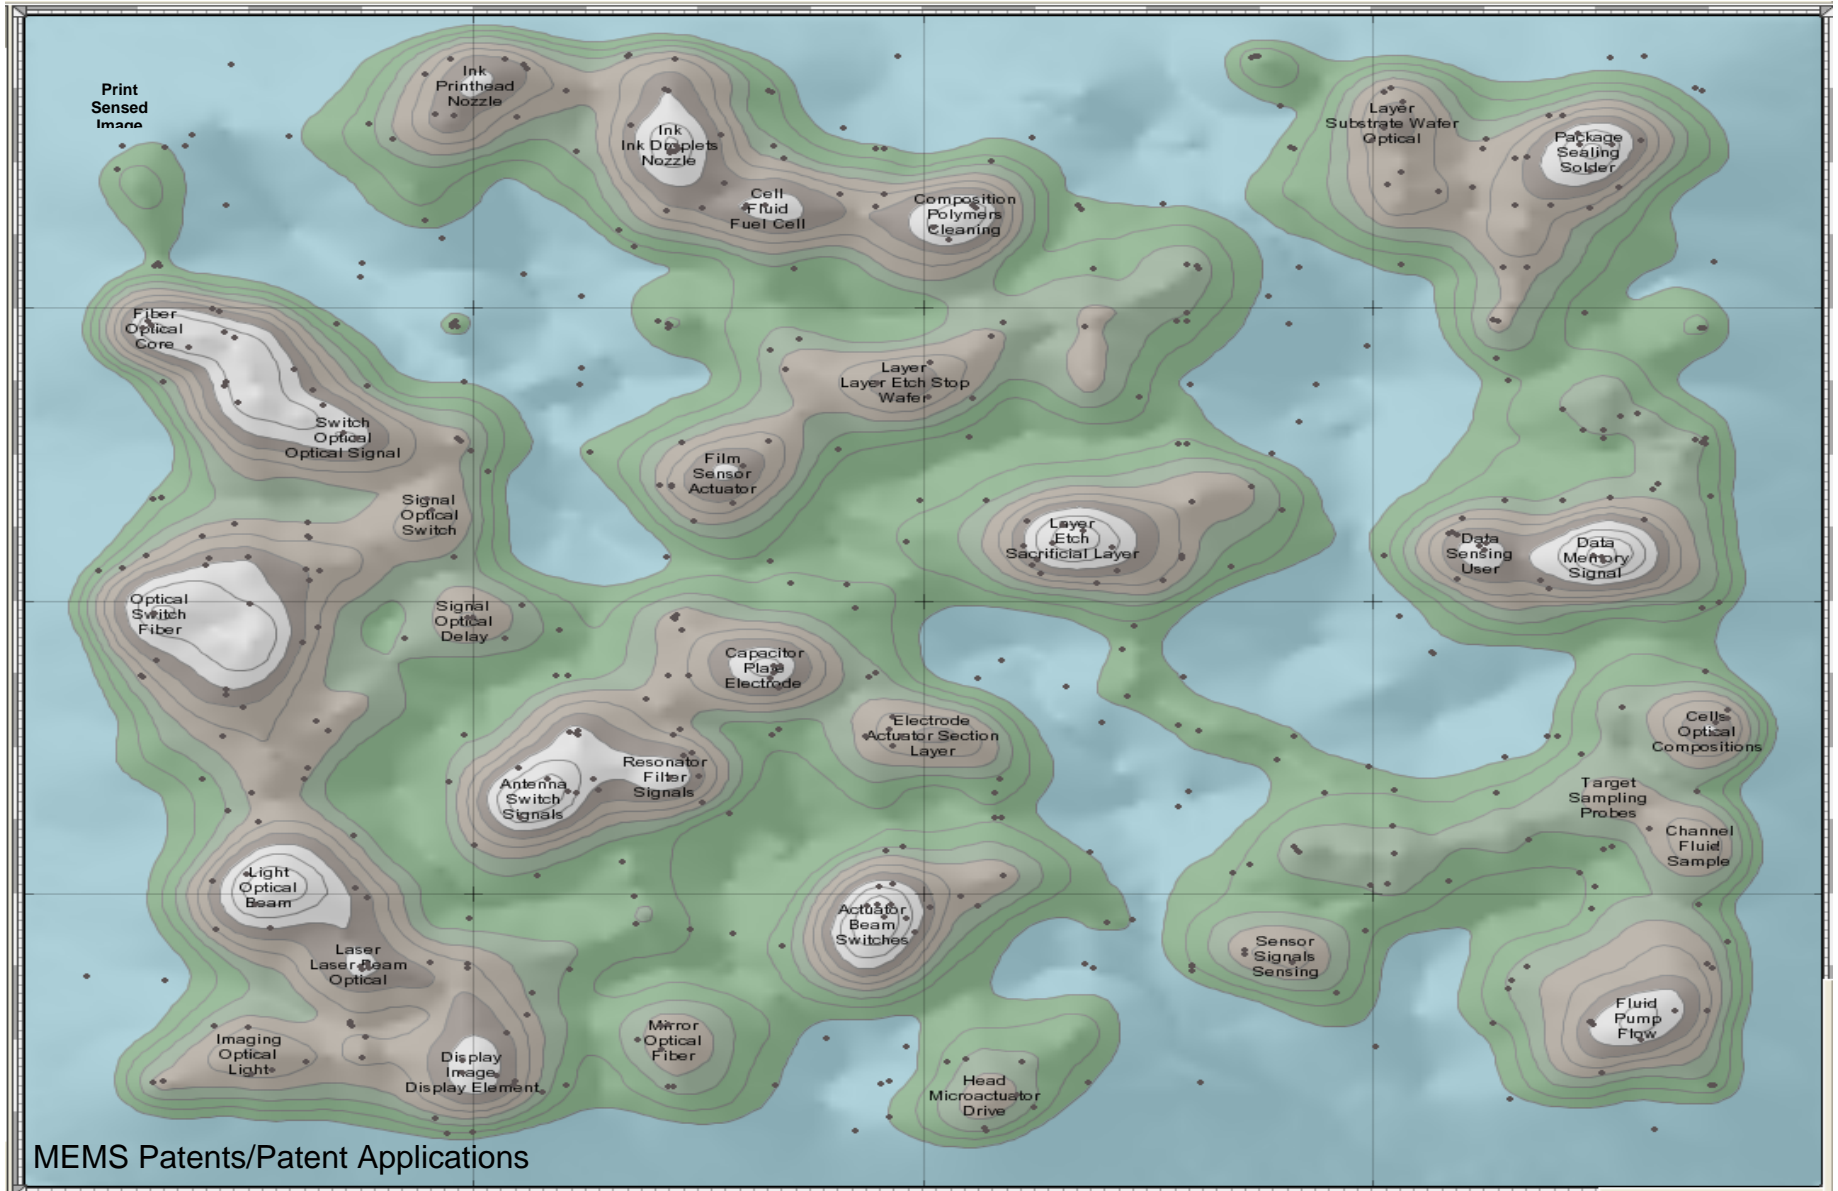 Print
Sensed
Image
Ink
Printhead
Nozzle
Ink
Ink Droplets
Nozzle
Cell
Fluid
Fuel Cell
Composition
Polymers
Cleaning
Layer
Substrate Wafer
Optical
Package
Sealing
Solder
Fiber
Optical
Core
Switch
Optical
Optical Signal
Layer
Layer Etch Stop
Wafer
Film
Sensor
Actuator
Signal
Optical
Switch
Layer
Etch
Sacrificial Layer
Data
Sensing
User
Data
Memory
Signal
Optical
Switch
Fiber
Signal
Optical
Delay
Capacitor
Plate
Electrode
Electrode
Actuator Section
Layer
Cells
Optical
Compositions
Resonator
Filter
Signals
Antenna
Switch
Signals
Target
Sampling
Probes
Channel
Fluid
Sample
Light
Optical
Beam
Actuator
Beam
Switches
Laser
Laser Beam
Optical
Sensor
Signals
Sensing
Fluid
Pump
Flow
Imaging
Optical
Light
Mirror
Optical
Fiber
Display
Image
Display Element
Head
Microactuator
Drive
MEMS Patents/Patent Applications